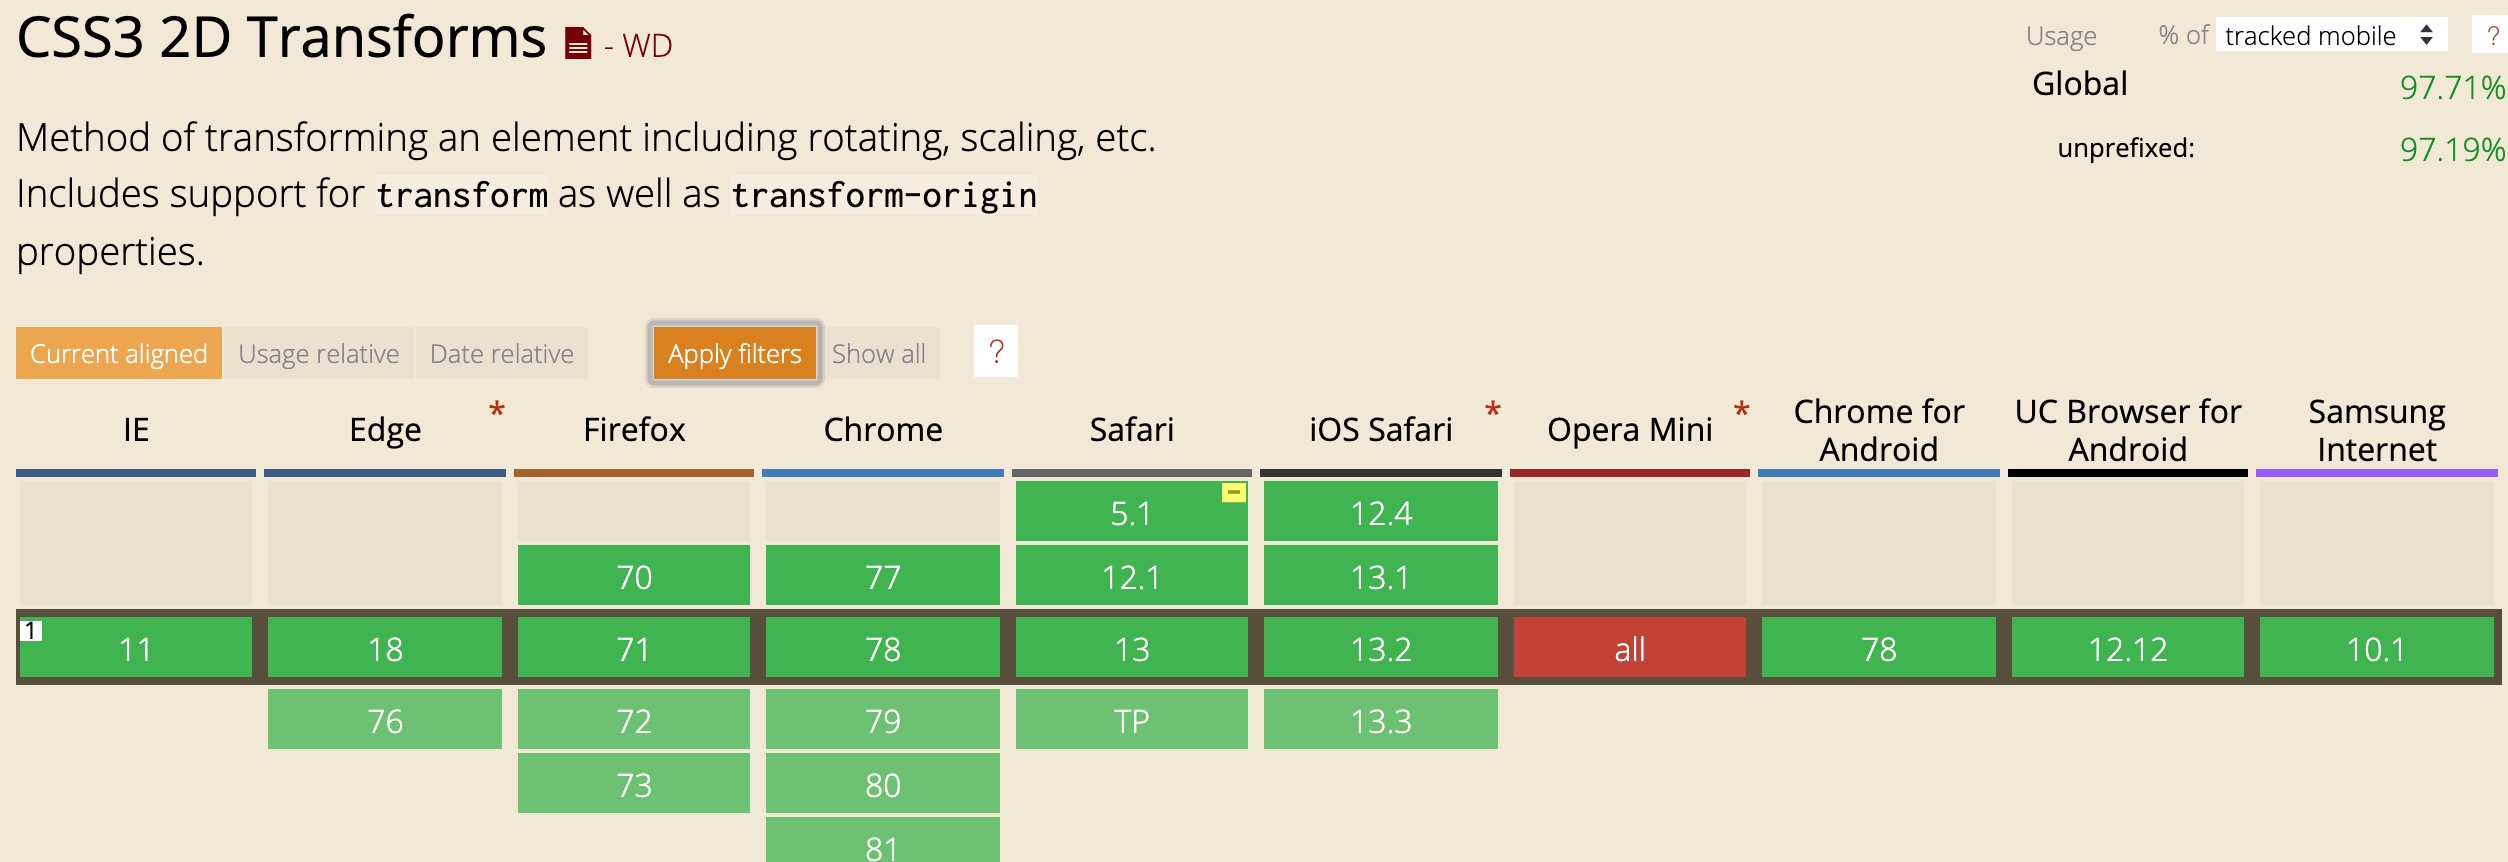 CSS3 2D Transforms - WD
Usage % of tracked mobile ?
Global 97.71%
unprefixed: 97.19%
Method of transforming an element including rotating, scaling, etc.
Includes support for transform as well as transform-origin
properties.
Current aligned Usage relative Date relative Apply filters Show all ?
IE Edge * Firefox Chrome Safari iOS Safari * Opera Mini * Chrome for Android UC Browser for Android Samsung Internet
5.1 - 12.4
70 77 12.1 13.1
1 11 18 71 78 13 13.2 all 78 12.12 10.1
76 72 79 TP 13.3
73 80
81